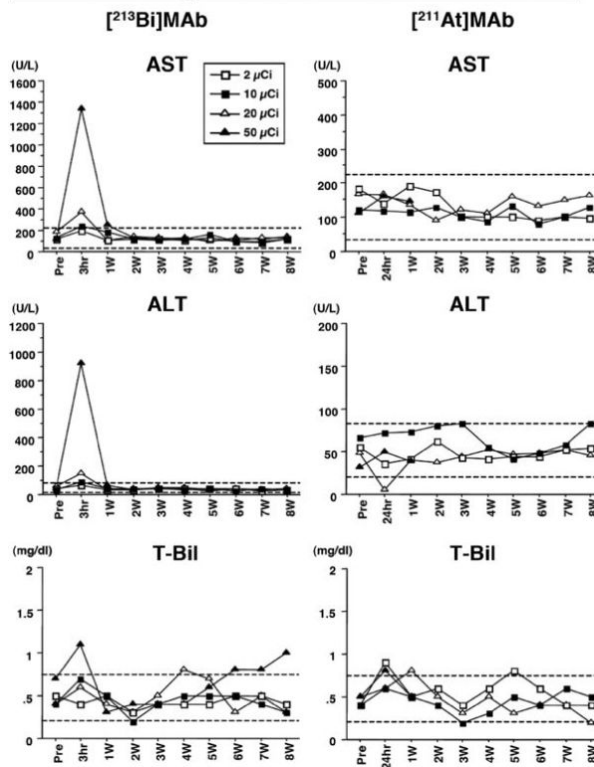 [²¹³Bi]MAb [²¹¹At]MAb
(U/L) AST
1600
1400
1200
1000
800
600
400
200
0
2 μCi
10 μCi
20 μCi
50 μCi
Pre 3hr 1W 2W 3W 4W 5W 6W 7W 8W
(U/L) AST
500
400
300
200
100
0
Pre 24hr 1W 2W 3W 4W 5W 6W 7W 8W
(U/L) ALT
1200
1000
800
600
400
200
0
Pre 3hr 1W 2W 3W 4W 5W 6W 7W 8W
(U/L) ALT
200
150
100
50
0
Pre 24hr 1W 2W 3W 4W 5W 6W 7W 8W
(mg/dl) T-Bil
2
1.5
1
.5
0
Pre 3hr 1W 2W 3W 4W 5W 6W 7W 8W
(mg/dl) T-Bil
2
1.5
1
.5
0
Pre 24hr 1W 2W 3W 4W 5W 6W 7W 8W